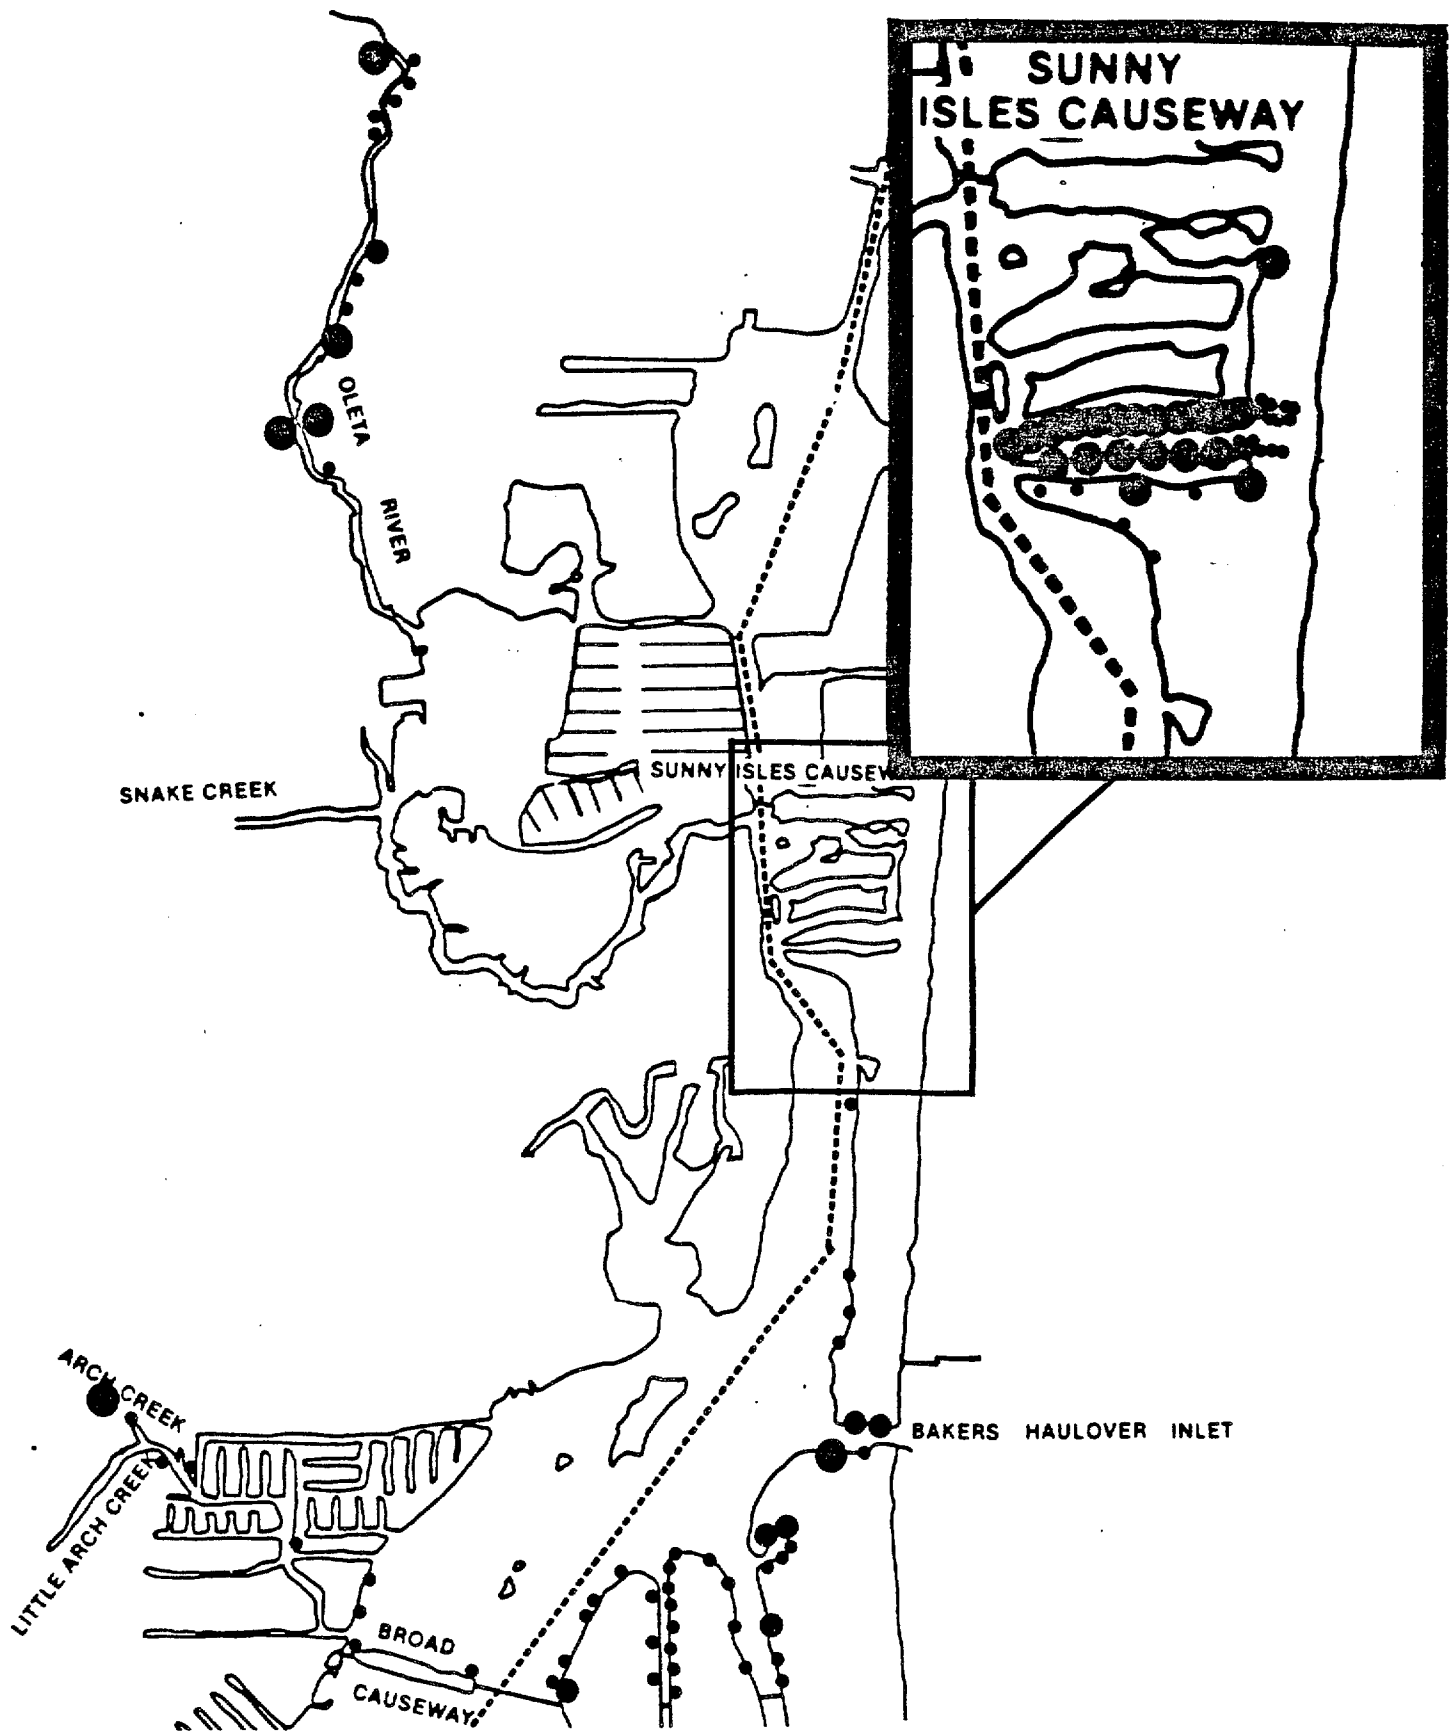 SUNNY
ISLES CAUSEWAY
OLETA
RIVER
SNAKE CREEK
SUNNY ISLES CAUSEW
ARCH CREEK
LITTLE ARCH CREEK
BAKERS HAULOVER INLET
BROAD
CAUSEWAY